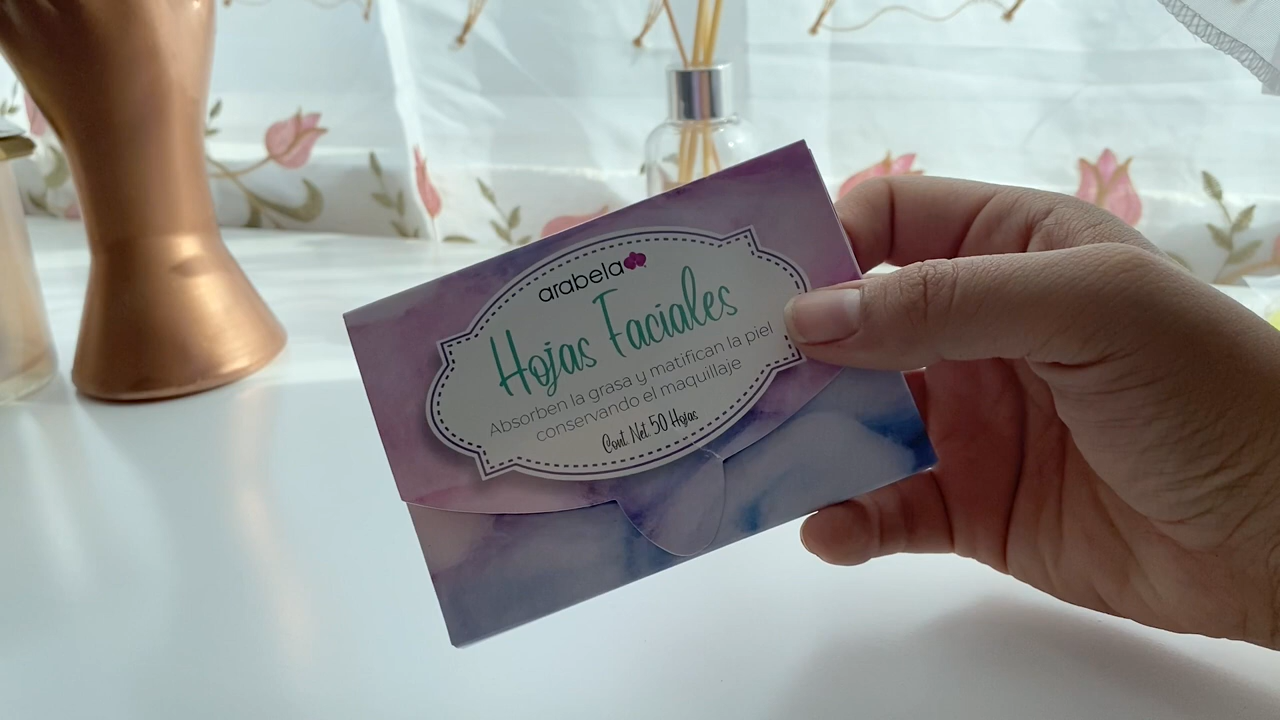 arabela
Hojas Faciales
Absorben la grasa y matifican la piel
conservando el maquillaje
Cont. Net. 50 Hojas